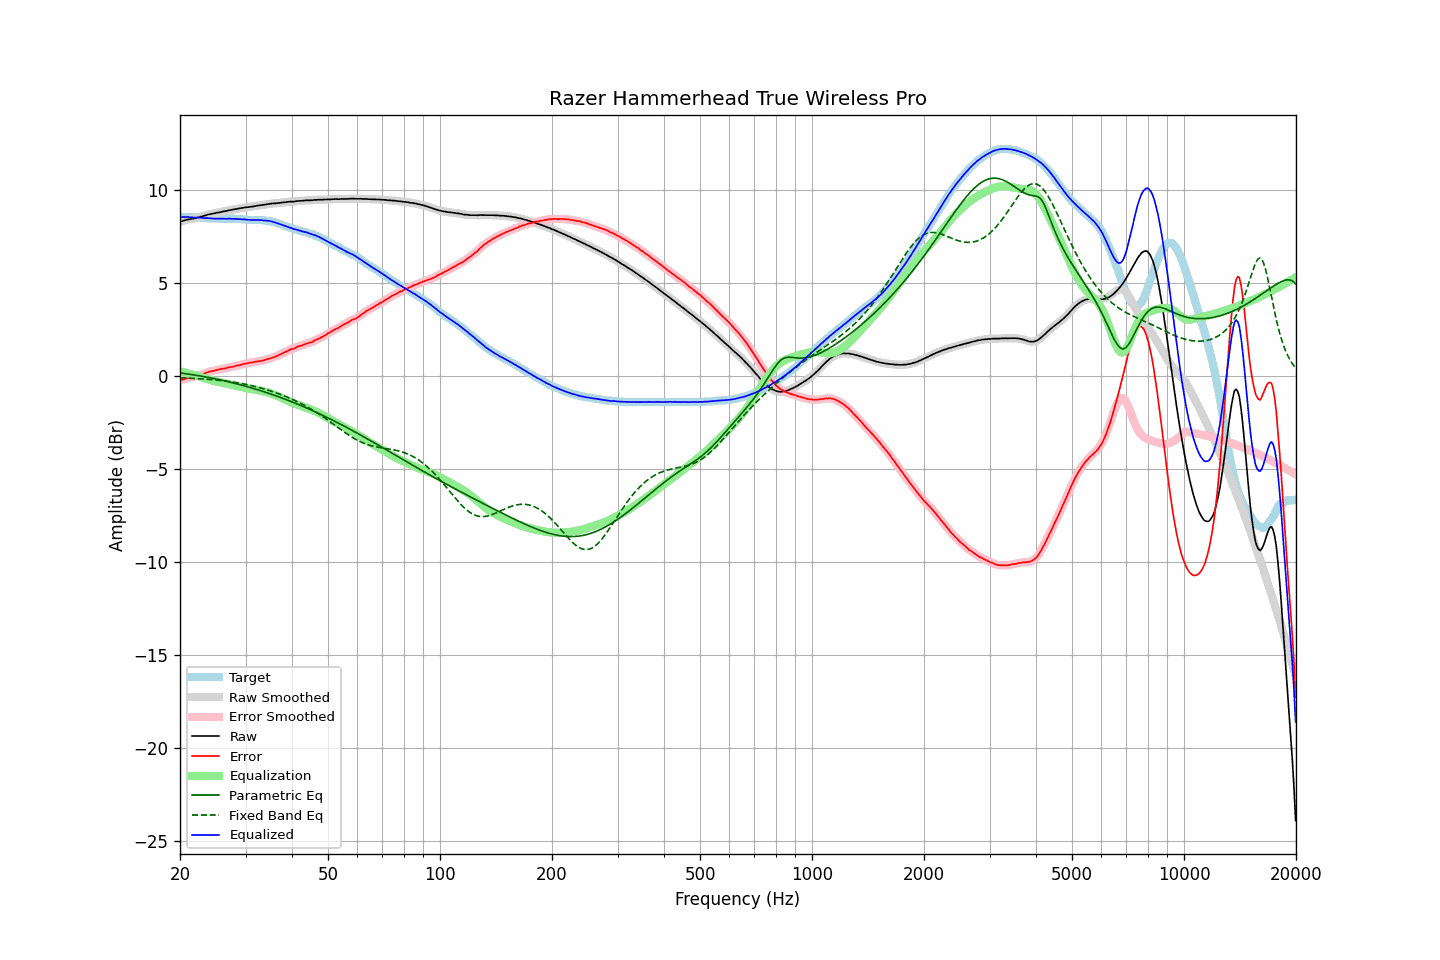 Razer Hammerhead True Wireless Pro
Amplitude (dBr)
10
5
0
−5
−10
−15
−20
−25
Target
Raw Smoothed
Error Smoothed
Raw
Error
Equalization
Parametric Eq
Fixed Band Eq
Equalized
20 50 100 200 500 1000 2000 5000 10000 20000
Frequency (Hz)